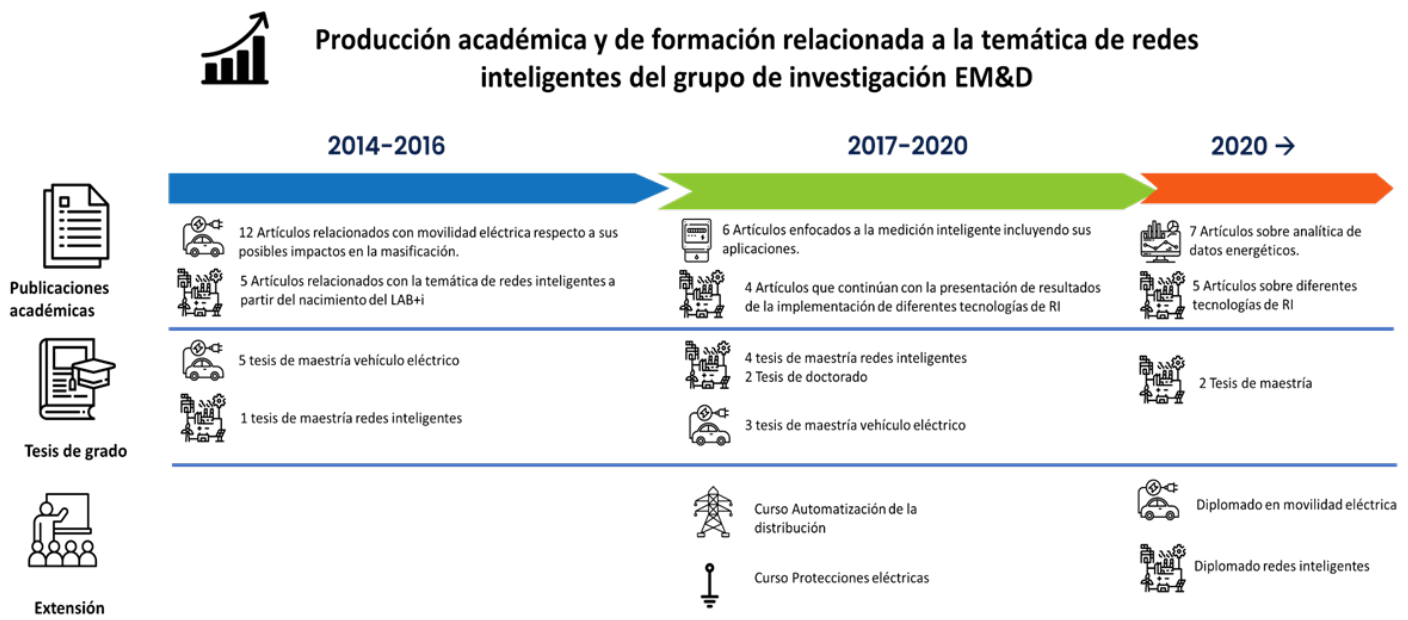 Producción académica y de formación relacionada a la temática de redes
inteligentes del grupo de investigación EM&D
2014-2016
2017-2020
2020 →
Publicaciones
académicas
12 Artículos relacionados con movilidad eléctrica respecto a sus
posibles impactos en la masificación.
5 Artículos relacionados con la temática de redes inteligentes a
partir del nacimiento del LAB+i
6 Artículos enfocados a la medición inteligente incluyendo sus
aplicaciones.
4 Artículos que continúan con la presentación de resultados
de la implementación de diferentes tecnologías de RI
7 Artículos sobre analítica de
datos energéticos.
5 Artículos sobre diferentes
tecnologías de RI
Tesis de grado
5 tesis de maestría vehículo eléctrico
1 tesis de maestría redes inteligentes
4 tesis de maestría redes inteligentes
2 Tesis de doctorado
3 tesis de maestría vehículo eléctrico
2 Tesis de maestría
Extensión
Curso Automatización de la
distribución
Curso Protecciones eléctricas
Diplomado en movilidad eléctrica
Diplomado redes inteligentes